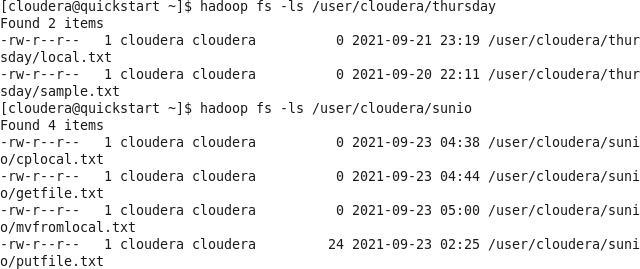 [cloudera@quickstart ~]$ hadoop fs -ls /user/cloudera/thursday
Found 2 items
-rw-r--r--   1 cloudera cloudera          0 2021-09-21 23:19 /user/cloudera/thur
sday/local.txt
-rw-r--r--   1 cloudera cloudera          0 2021-09-20 22:11 /user/cloudera/thur
sday/sample.txt
[cloudera@quickstart ~]$ hadoop fs -ls /user/cloudera/sunio
Found 4 items
-rw-r--r--   1 cloudera cloudera          0 2021-09-23 04:38 /user/cloudera/suni
o/cplocal.txt
-rw-r--r--   1 cloudera cloudera          0 2021-09-23 04:44 /user/cloudera/suni
o/getfile.txt
-rw-r--r--   1 cloudera cloudera          0 2021-09-23 05:00 /user/cloudera/suni
o/mvfromlocal.txt
-rw-r--r--   1 cloudera cloudera         24 2021-09-23 02:25 /user/cloudera/suni
o/putfile.txt